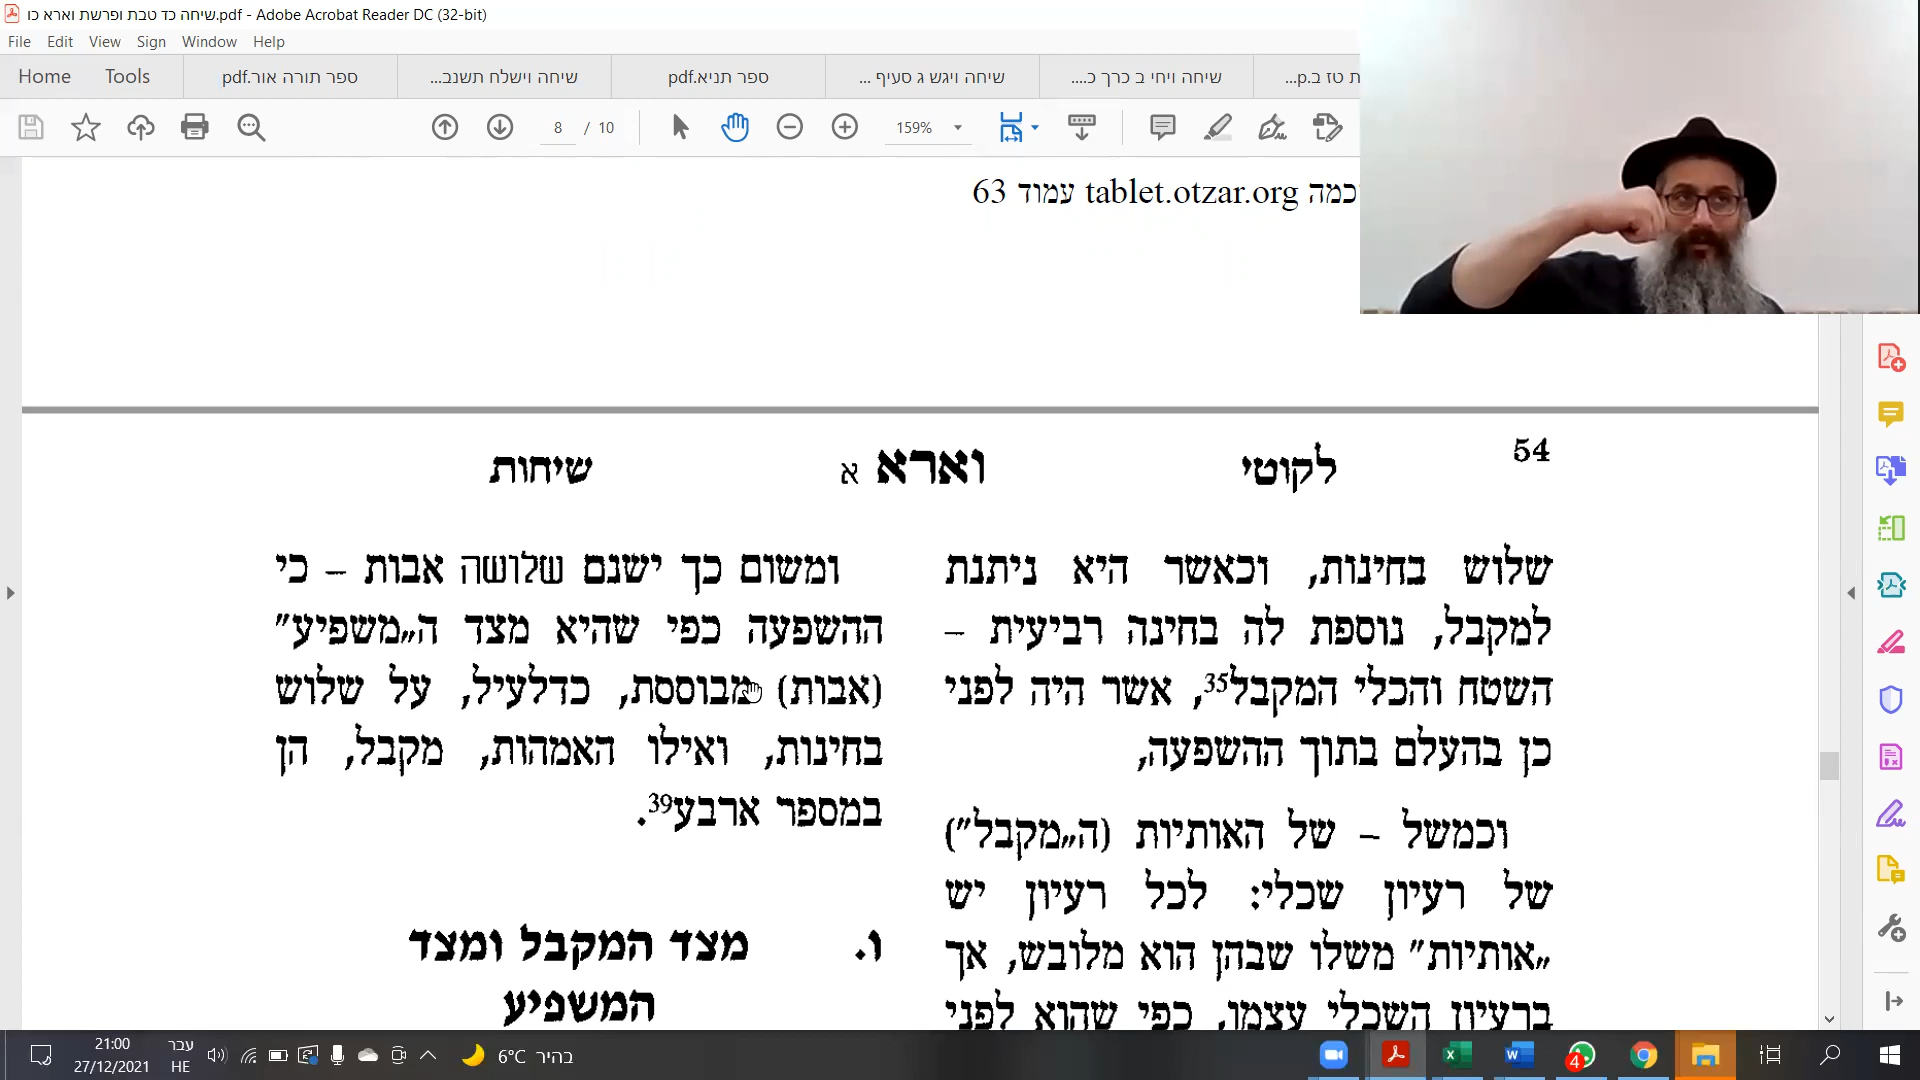 שיחה כד טבת ופרשת וארא כו.pdf - Adobe Acrobat Reader DC (32-bit)
File Edit View Sign Window Help
Home Tools ספר תורה אור.pdf שיחה וישלח תשנב... ספר תניא.pdf שיחה ויגש ג סעיף ... שיחה ויחי ב כרך כ.... ת טז ב.p...
8 / 10 159%
כמה tablet.otzar.org עמוד 63
54
לקוטי וארא א שיחות
שלוש בחינות, וכאשר היא ניתנת
למקבל, נוספת לה בחינה רביעית –
השטח והכלי המקבל35, אשר היה לפני
כן בהעלם בתוך ההשפעה,
וכמשל – של האותיות (ה„מקבל״)
של רעיון שכלי: לכל רעיון יש
„אותיות״ משלו שבהן הוא מלובש, אך
ברעיון השכלי עצמו, כפי שהוא לפני
ומשום כך ישנם שלושה אבות – כי
ההשפעה כפי שהיא מצד ה„משפיע״
(אבות) מבוססת, כדלעיל, על שלוש
בחינות, ואילו האמהות, מקבל, הן
במספר ארבע39.
ו. מצד המקבל ומצד
המשפיע
21:00
27/12/2021
עבר
HE
6°C בהיר
4